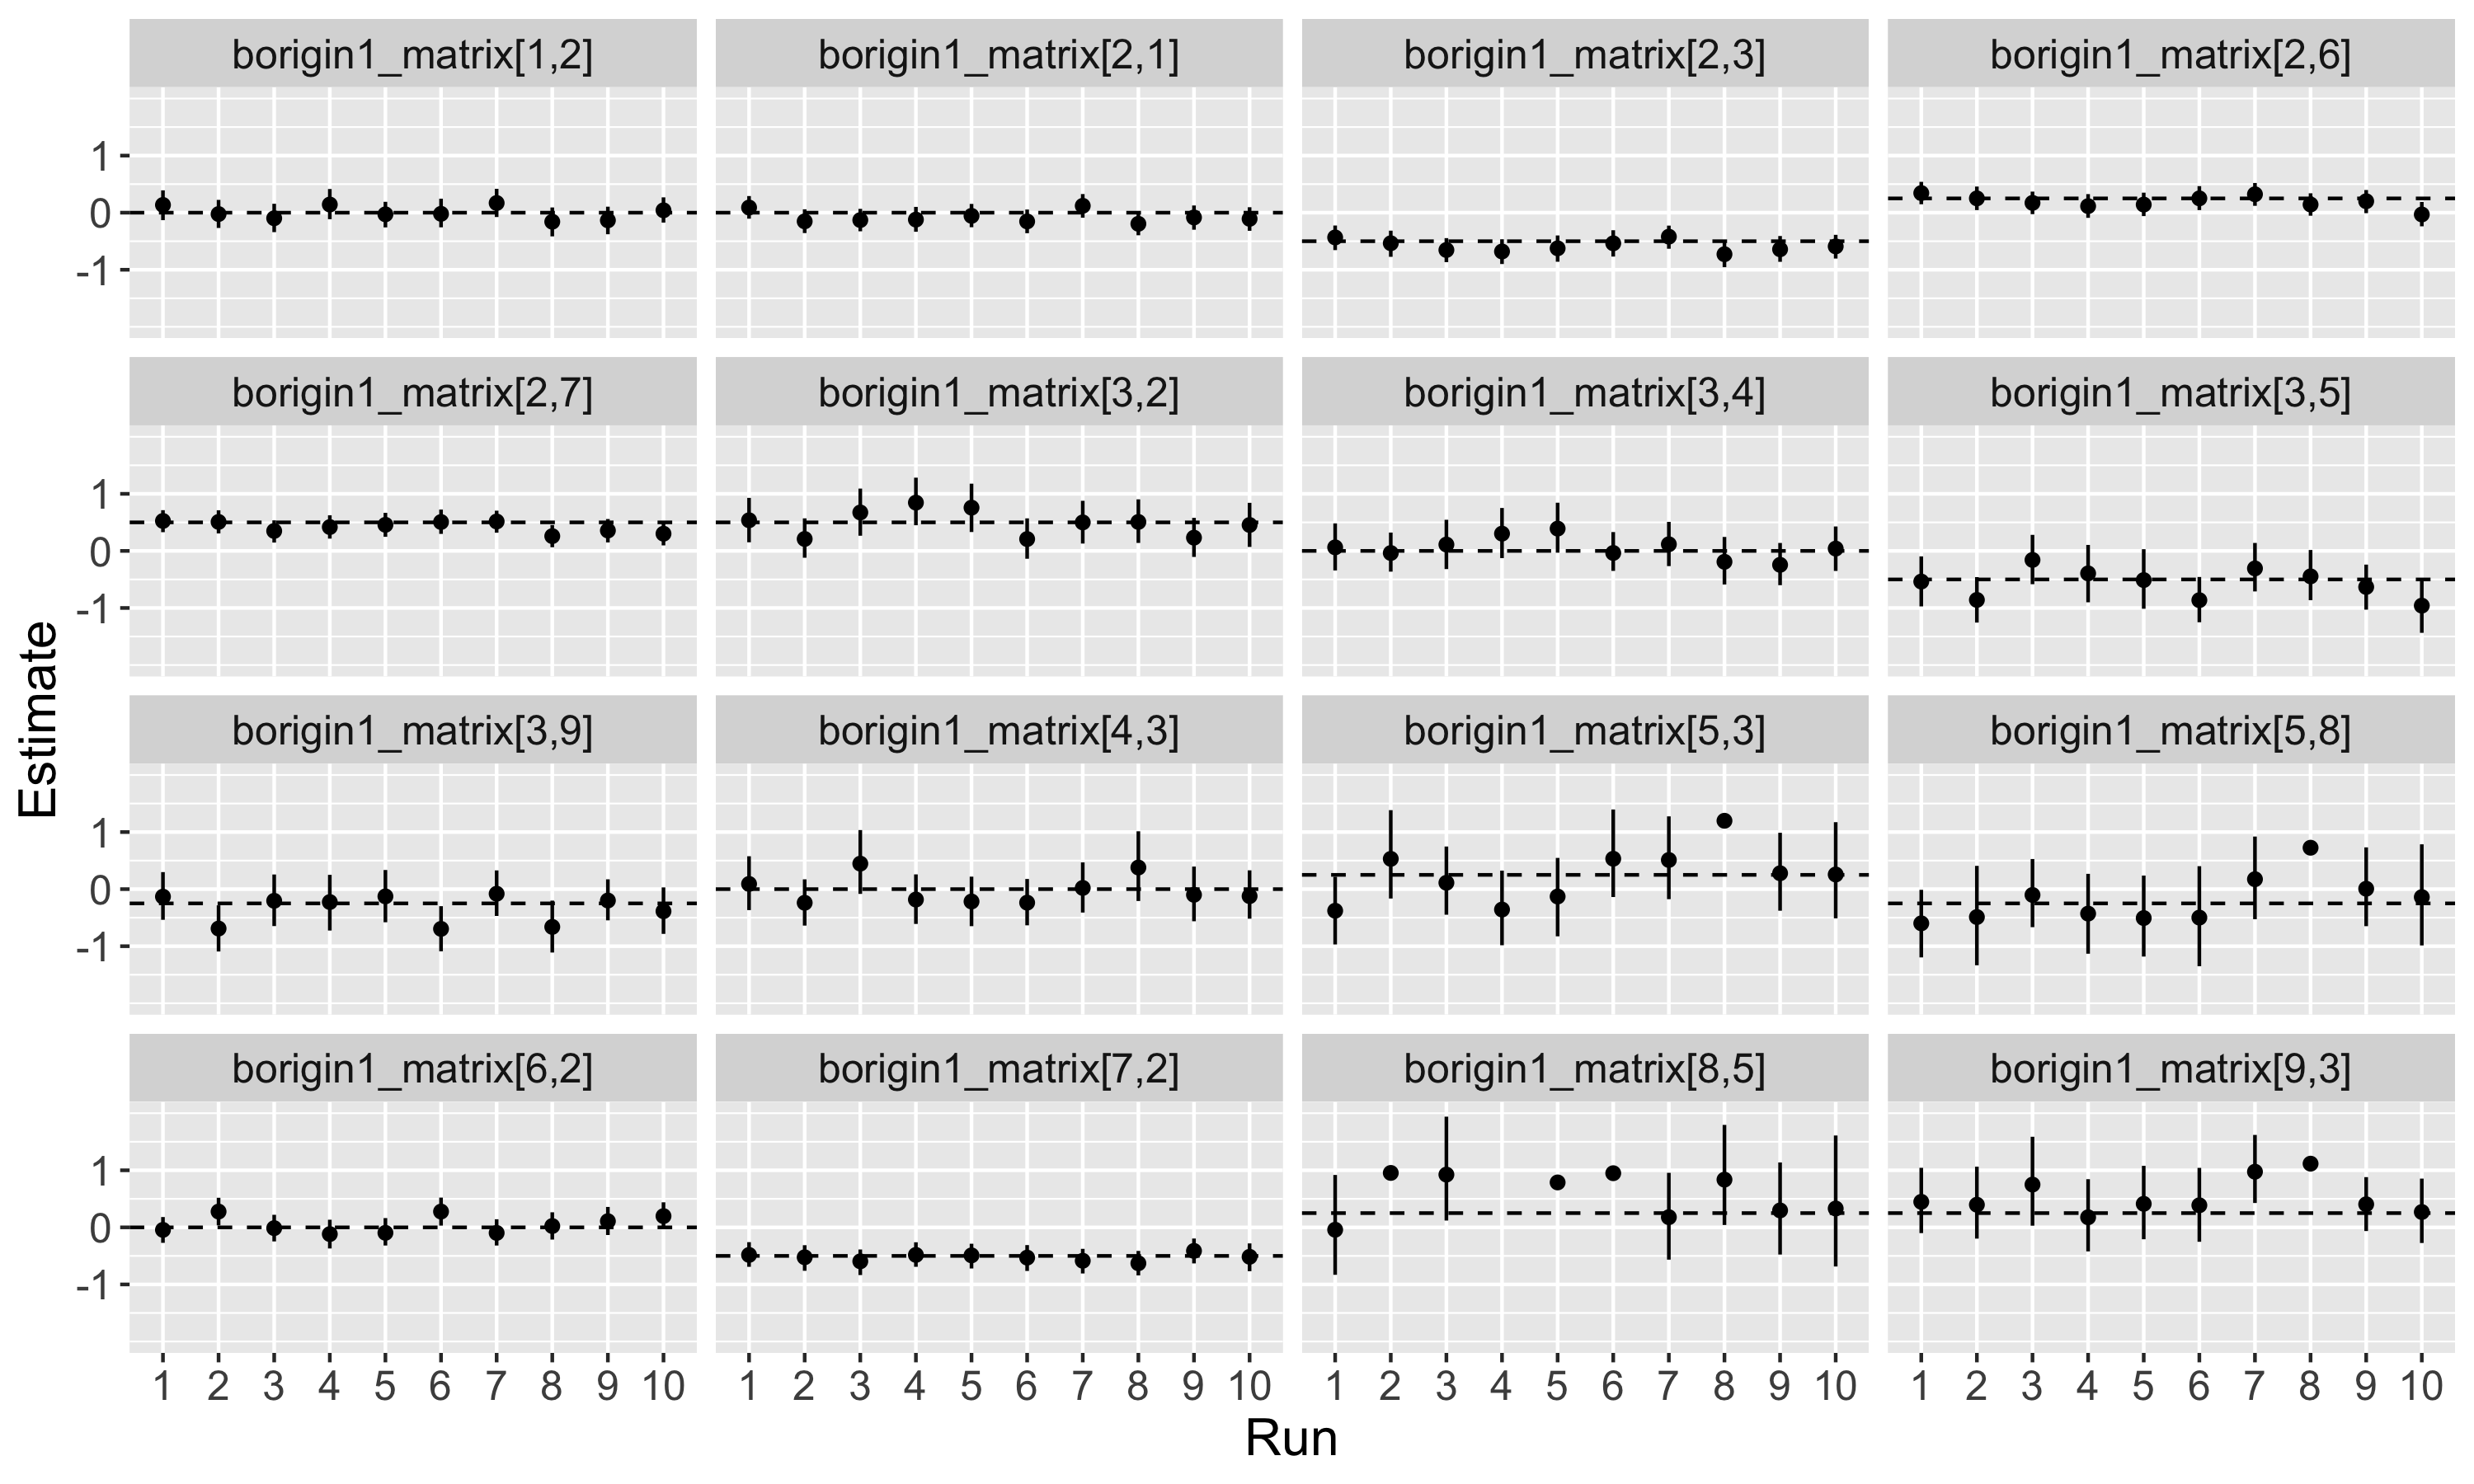 borigin1_matrix[1,2] borigin1_matrix[2,1] borigin1_matrix[2,3] borigin1_matrix[2,6]
1
0
-1
borigin1_matrix[2,7] borigin1_matrix[3,2] borigin1_matrix[3,4] borigin1_matrix[3,5]
1
0
-1
borigin1_matrix[3,9] borigin1_matrix[4,3] borigin1_matrix[5,3] borigin1_matrix[5,8]
1
0
-1
borigin1_matrix[6,2] borigin1_matrix[7,2] borigin1_matrix[8,5] borigin1_matrix[9,3]
1
0
-1
1 2 3 4 5 6 7 8 9 10 1 2 3 4 5 6 7 8 9 10 1 2 3 4 5 6 7 8 9 10 1 2 3 4 5 6 7 8 9 10
Run
Estimate